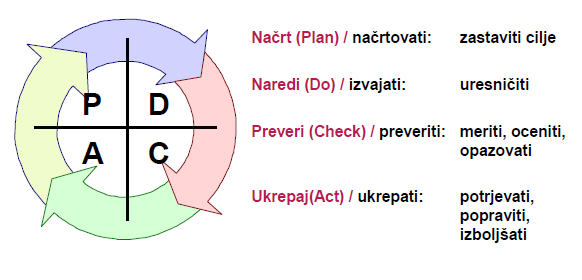 P D
A C
Načrt (Plan) / načrtovati: zastaviti cilje
Naredi (Do) / izvajati: uresničiti
Preveri (Check) / preveriti: meriti, oceniti,
opazovati
Ukrepaj(Act) / ukrepati: potrjevati,
popraviti,
izboljšati